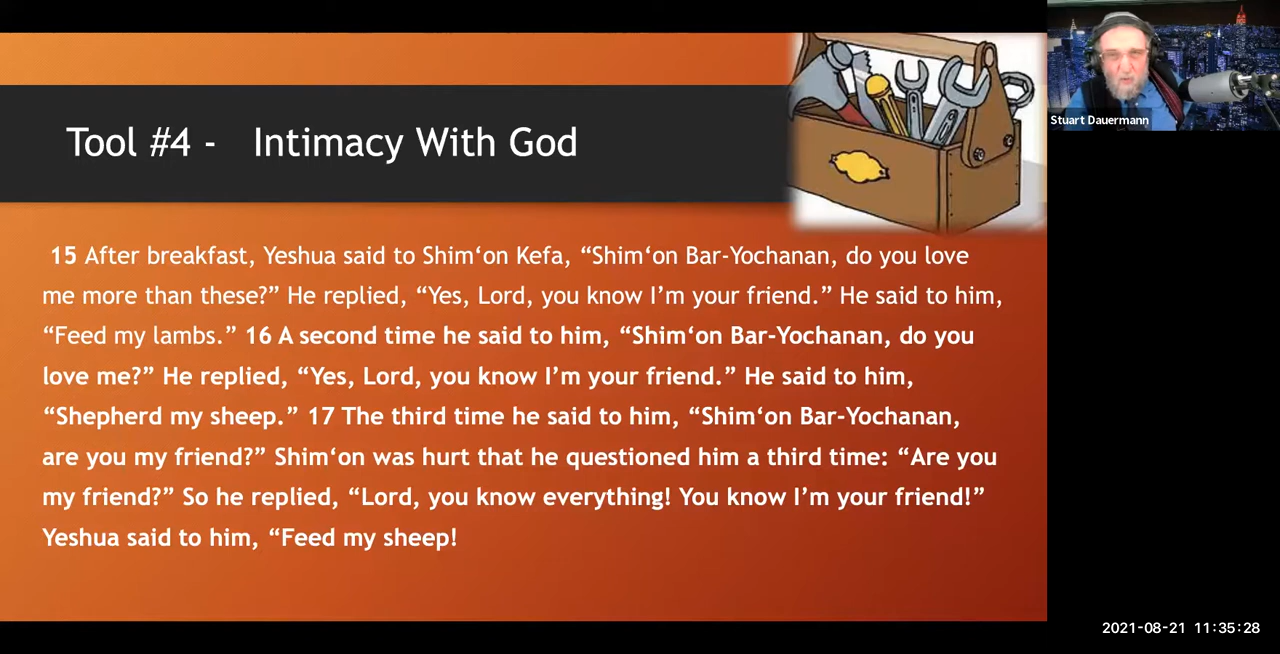 Tool #4 - Intimacy With God
Stuart Dauermann
15 After breakfast, Yeshua said to Shim‘on Kefa, “Shim‘on Bar-Yochanan, do you love
me more than these?” He replied, “Yes, Lord, you know I’m your friend.” He said to him,
“Feed my lambs.” 16 A second time he said to him, “Shim‘on Bar-Yochanan, do you
love me?” He replied, “Yes, Lord, you know I’m your friend.” He said to him,
“Shepherd my sheep.” 17 The third time he said to him, “Shim‘on Bar-Yochanan,
are you my friend?” Shim‘on was hurt that he questioned him a third time: “Are you
my friend?” So he replied, “Lord, you know everything! You know I’m your friend!”
Yeshua said to him, “Feed my sheep!
2021-08-21 11:35:28